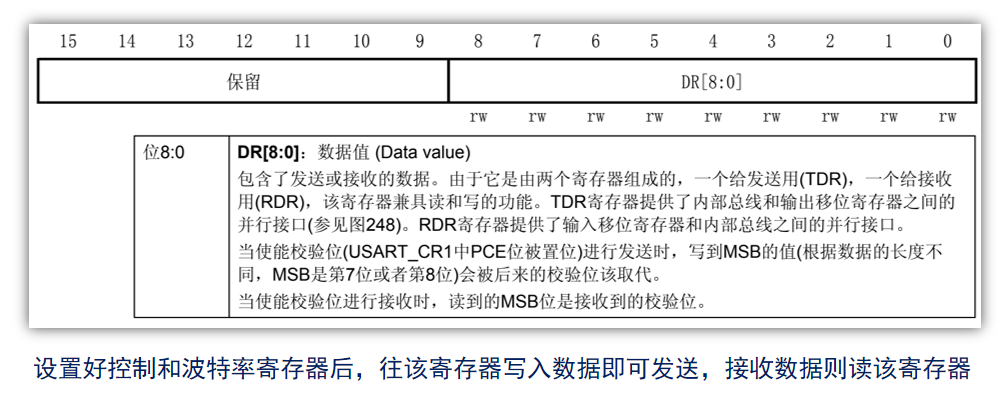 15 14 13 12 11 10 9 8 7 6 5 4 3 2 1 0
保留 DR[8:0]
rw rw rw rw rw rw rw rw rw
位8:0 DR[8:0]：数据值 (Data value)
包含了发送或接收的数据。由于它是由两个寄存器组成的，一个给发送用(TDR)，一个给接收
用(RDR)，该寄存器兼具读和写的功能。TDR寄存器提供了内部总线和输出移位寄存器之间的
并行接口(参见图248)。RDR寄存器提供了输入移位寄存器和内部总线之间的并行接口。
当使能校验位(USART_CR1中PCE位被置位)进行发送时，写到MSB的值(根据数据的长度不
同，MSB是第7位或者第8位)会被后来的校验位该取代。
当使能校验位进行接收时，读到的MSB位是接收到的校验位。
设置好控制和波特率寄存器后，往该寄存器写入数据即可发送，接收数据则读该寄存器